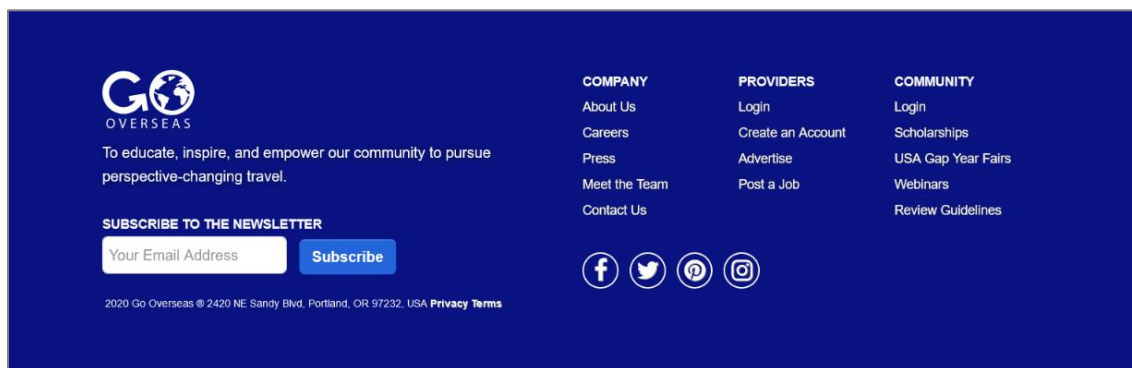 GO
OVERSEAS
To educate, inspire, and empower our community to pursue
perspective-changing travel.
SUBSCRIBE TO THE NEWSLETTER
Your Email Address
Subscribe
2020 Go Overseas ® 2420 NE Sandy Blvd, Portland, OR 97232, USA Privacy Terms
COMPANY
About Us
Careers
Press
Meet the Team
Contact Us
PROVIDERS
Login
Create an Account
Advertise
Post a Job
COMMUNITY
Login
Scholarships
USA Gap Year Fairs
Webinars
Review Guidelines